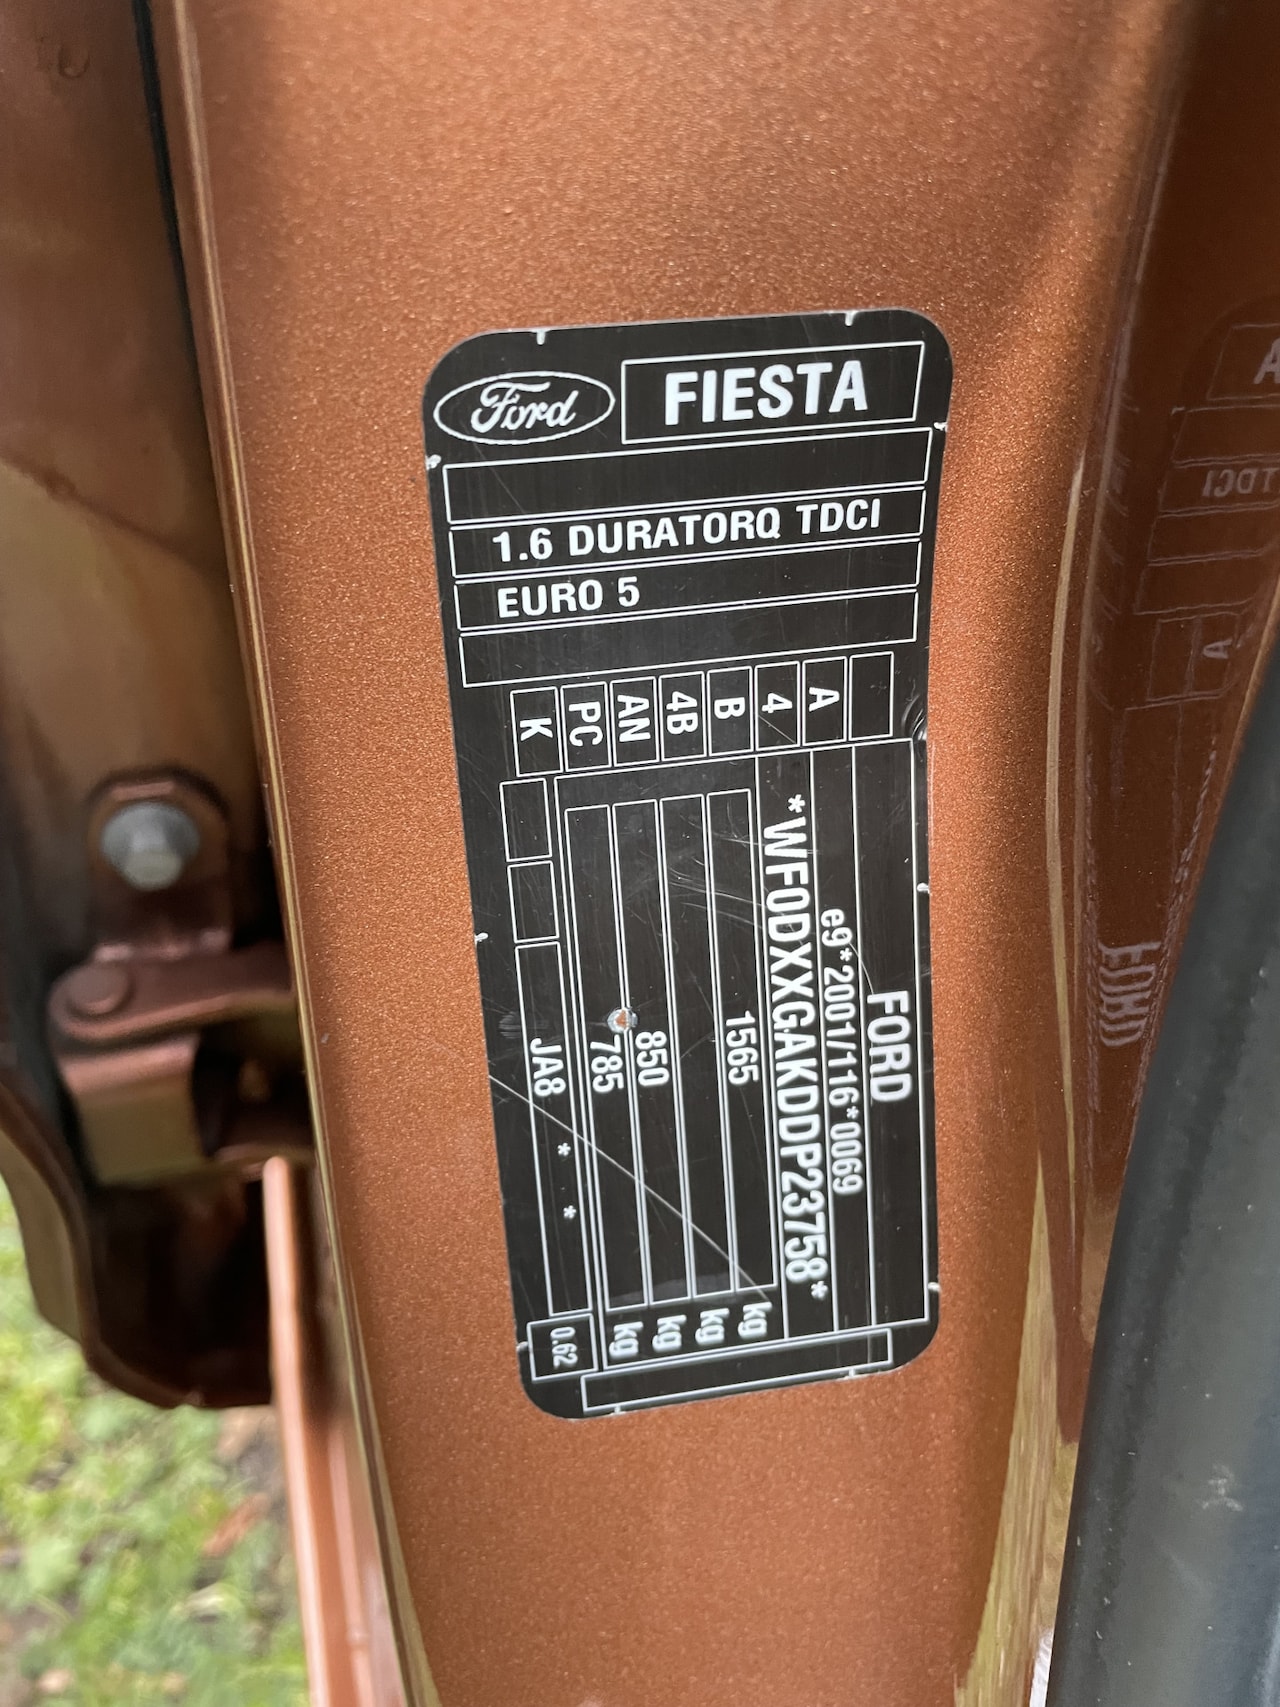 Ford
FIESTA
1.6 DURATORQ TDCI
EURO 5
K
PC
AN
4B
B
4
A
FORD
e9*2001/116*0069
*WF0DXXGAKDDP23758*
1565 kg
kg
850 kg
785 kg
JA8 * *
0.62